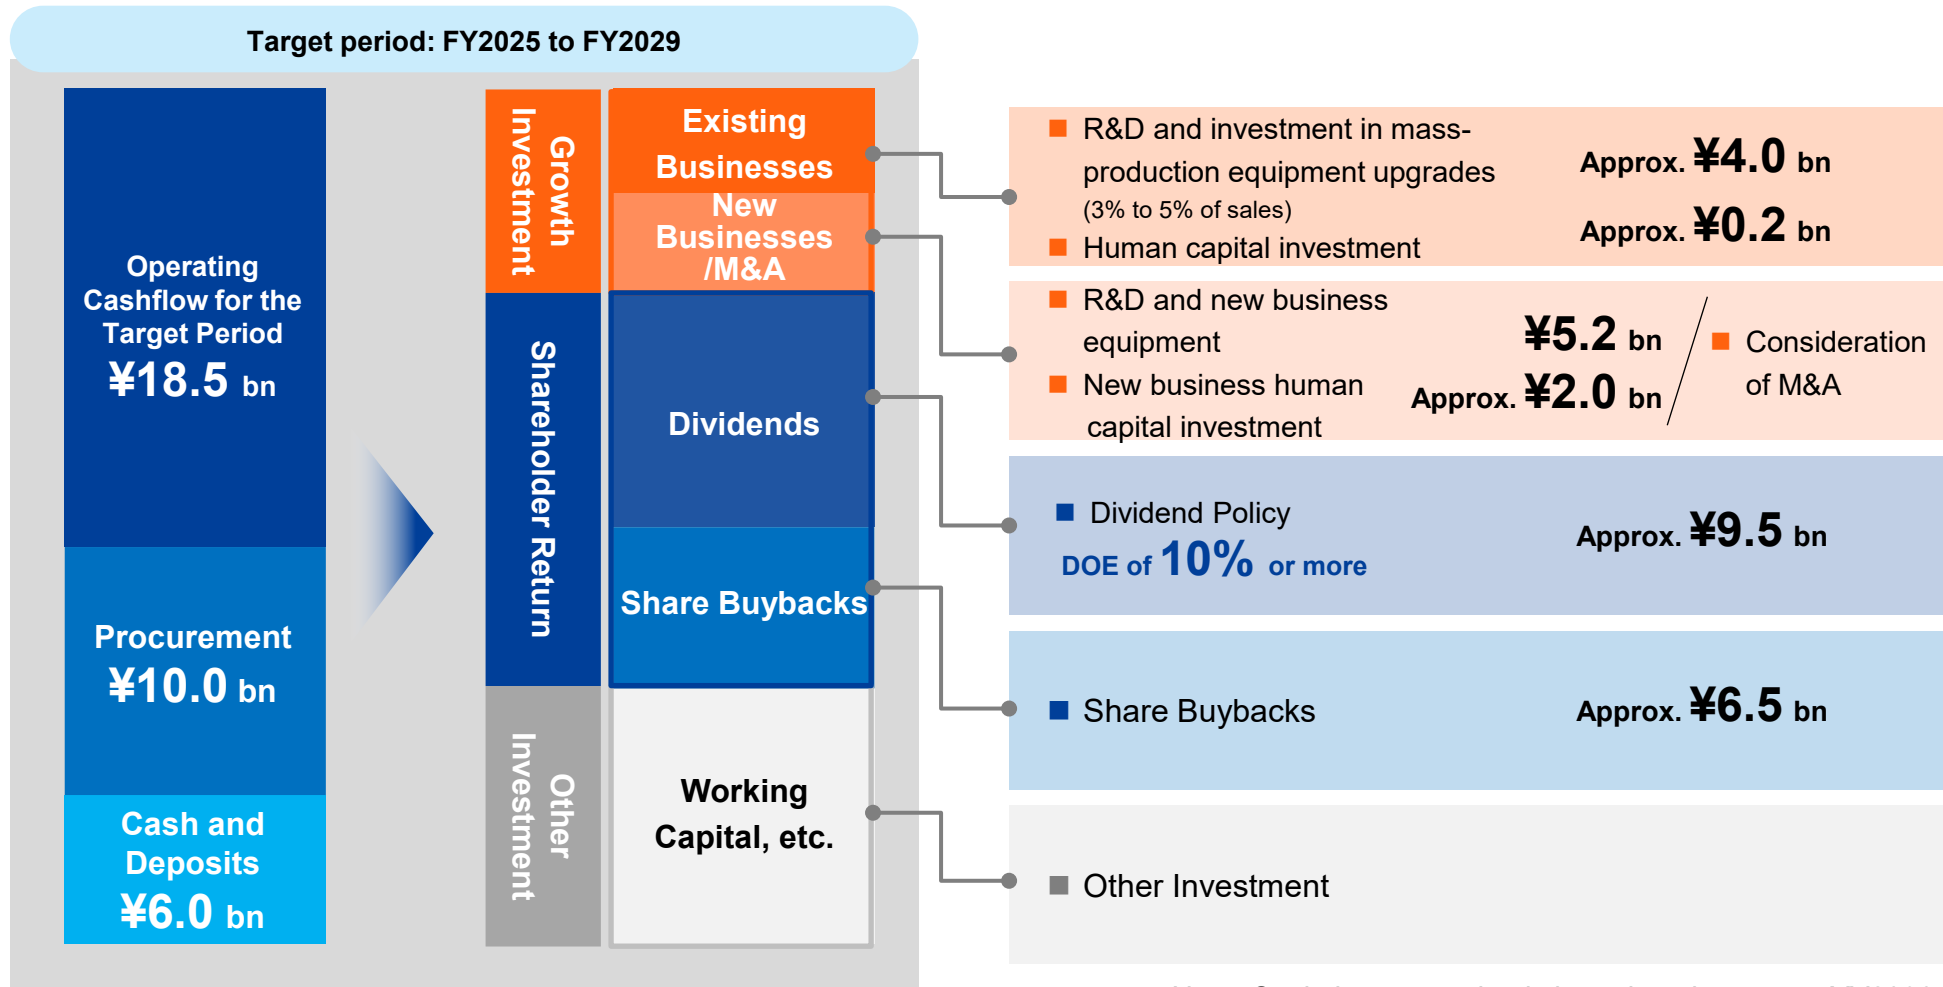 Target period: FY2025 to FY2029
Operating
Cashflow for the
Target Period
¥18.5 bn
Procurement
¥10.0 bn
Cash and
Deposits
¥6.0 bn
Growth
Investment
Shareholder Return
Other
Investment
Existing
Businesses
New
Businesses
/M&A
Dividends
Share Buybacks
Working
Capital, etc.
R&D and investment in mass-
production equipment upgrades
(3% to 5% of sales)
Approx. ¥4.0 bn
Human capital investment
Approx. ¥0.2 bn
R&D and new business
equipment
¥5.2 bn
New business human
capital investment
Approx. ¥2.0 bn
Consideration
of M&A
Dividend Policy
DOE of 10% or more
Approx. ¥9.5 bn
Share Buybacks
Approx. ¥6.5 bn
Other Investment